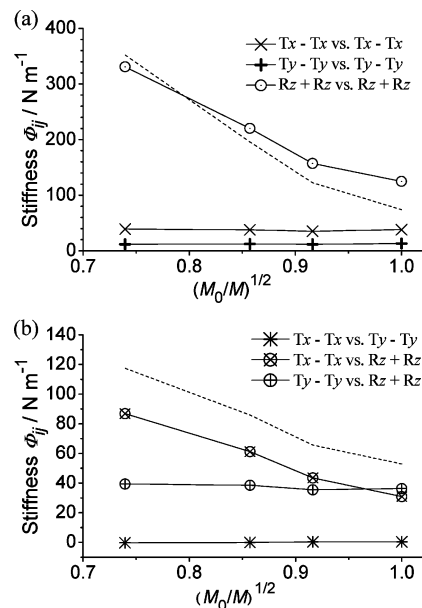 (a)
Tx - Tx vs. Tx - Tx
Ty - Ty vs. Ty - Ty
Rz + Rz vs. Rz + Rz
400
300
200
100
0
Stiffness Φij / N m-1
0.7 0.8 0.9 1.0
(M0/M)1/2
(b)
Tx - Tx vs. Ty - Ty
Tx - Tx vs. Rz + Rz
Ty - Ty vs. Rz + Rz
140
120
100
80
60
40
20
0
Stiffness Φij / N m-1
0.7 0.8 0.9 1.0
(M0/M)1/2